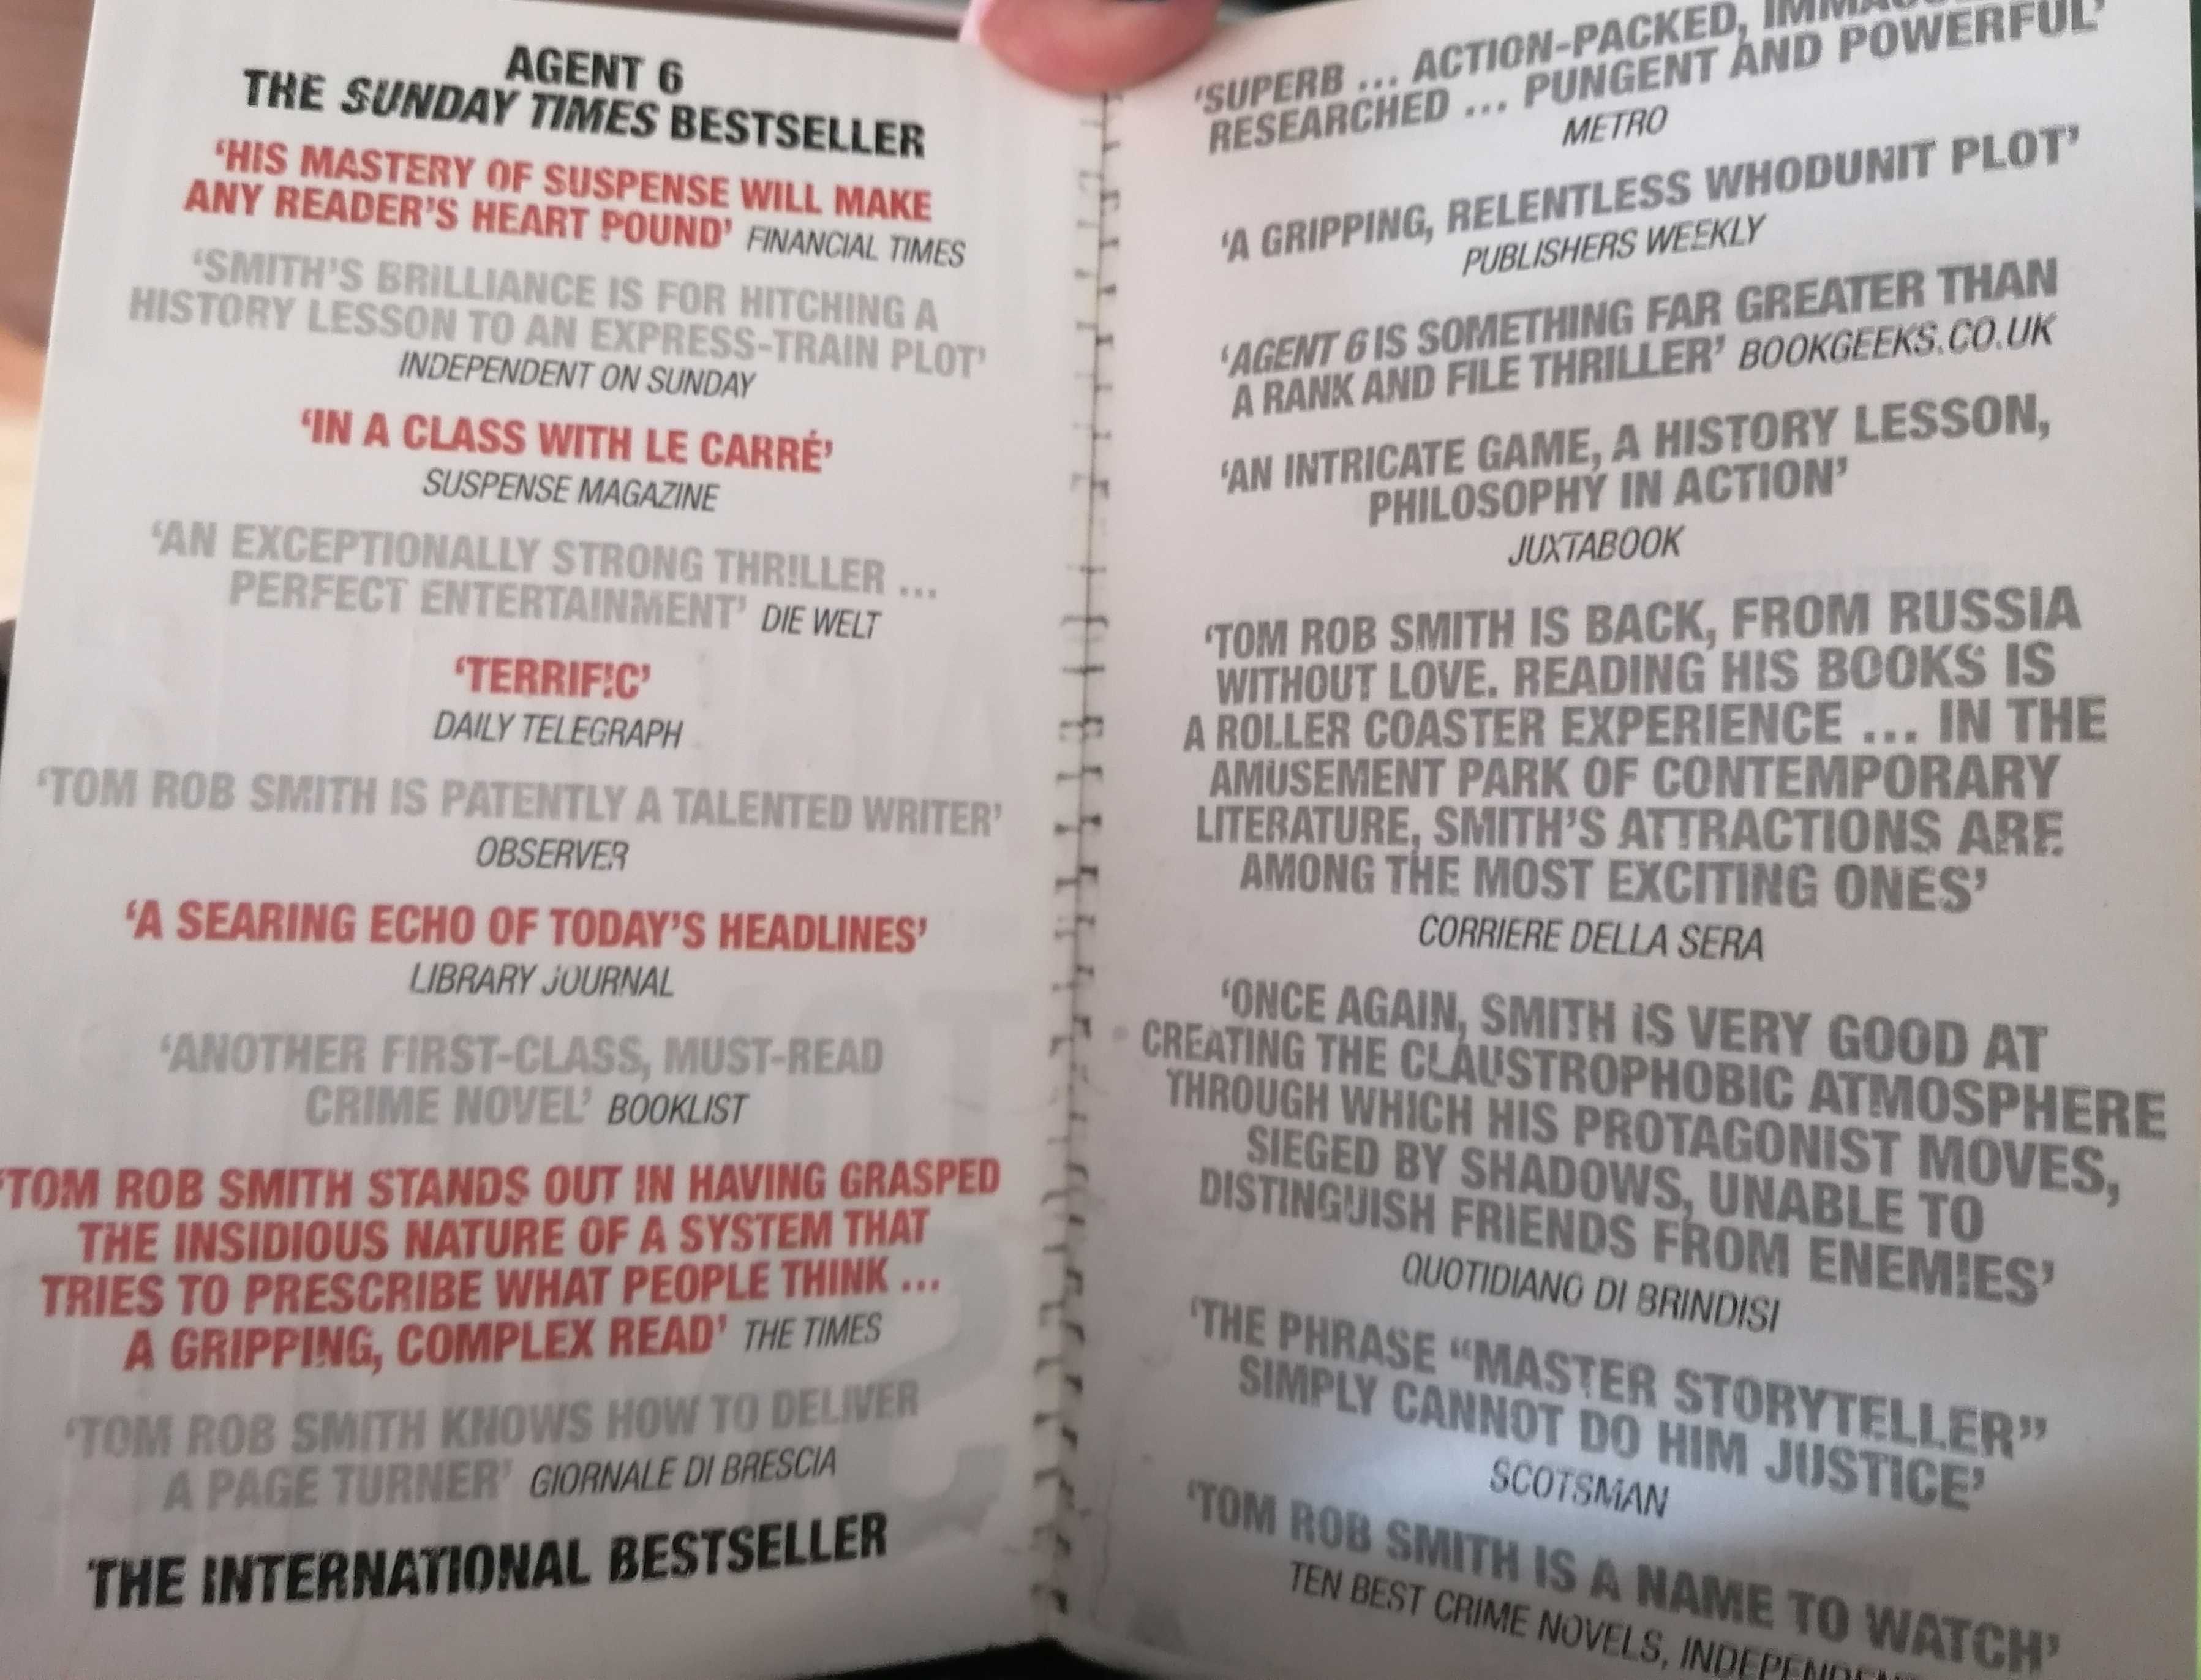 AGENT 6
THE SUNDAY TIMES BESTSELLER
‘HIS MASTERY OF SUSPENSE WILL MAKE
ANY READER’S HEART POUND’ FINANCIAL TIMES
‘SMITH’S BRILLIANCE IS FOR HITCHING A
HISTORY LESSON TO AN EXPRESS-TRAIN PLOT’
INDEPENDENT ON SUNDAY
‘IN A CLASS WITH LE CARRÉ’
SUSPENSE MAGAZINE
‘AN EXCEPTIONALLY STRONG THRILLER ...
PERFECT ENTERTAINMENT’ DIE WELT
‘TERRIFIC’
DAILY TELEGRAPH
‘TOM ROB SMITH IS PATENTLY A TALENTED WRITER’
OBSERVER
‘A SEARING ECHO OF TODAY’S HEADLINES’
LIBRARY JOURNAL
‘ANOTHER FIRST-CLASS, MUST-READ
CRIME NOVEL’ BOOKLIST
‘TOM ROB SMITH STANDS OUT IN HAVING GRASPED
THE INSIDIOUS NATURE OF A SYSTEM THAT
TRIES TO PRESCRIBE WHAT PEOPLE THINK ...
A GRIPPING, COMPLEX READ’ THE TIMES
‘TOM ROB SMITH KNOWS HOW TO DELIVER
A PAGE TURNER’ GIORNALE DI BRESCIA
THE INTERNATIONAL BESTSELLER
‘SUPERB ... ACTION-PACKED,
RESEARCHED ... PUNGENT AND POWERFUL’
METRO
‘A GRIPPING, RELENTLESS WHODUNIT PLOT’
PUBLISHERS WEEKLY
‘AGENT 6 IS SOMETHING FAR GREATER THAN
A RANK AND FILE THRILLER’ BOOKGEEKS.CO.UK
‘AN INTRICATE GAME, A HISTORY LESSON,
PHILOSOPHY IN ACTION’
JUXTABOOK
‘TOM ROB SMITH IS BACK, FROM RUSSIA
WITHOUT LOVE. READING HIS BOOKS IS
A ROLLER COASTER EXPERIENCE ... IN THE
AMUSEMENT PARK OF CONTEMPORARY
LITERATURE, SMITH’S ATTRACTIONS ARE
AMONG THE MOST EXCITING ONES’
CORRIERE DELLA SERA
‘ONCE AGAIN, SMITH IS VERY GOOD AT
CREATING THE CLAUSTROPHOBIC ATMOSPHERE
THROUGH WHICH HIS PROTAGONIST MOVES,
SIEGED BY SHADOWS, UNABLE TO
DISTINGUISH FRIENDS FROM ENEMIES’
QUOTIDIANO DI BRINDISI
‘THE PHRASE “MASTER STORYTELLER”
SIMPLY CANNOT DO HIM JUSTICE’
SCOTSMAN
‘TOM ROB SMITH IS A NAME TO WATCH’
TEN BEST CRIME NOVELS,